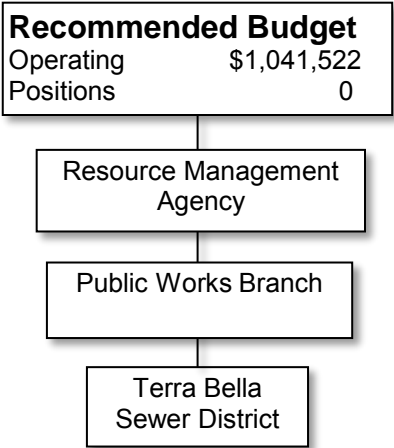 Recommended Budget
Operating $1,041,522
Positions 0
Resource Management
Agency
Public Works Branch
Terra Bella
Sewer District